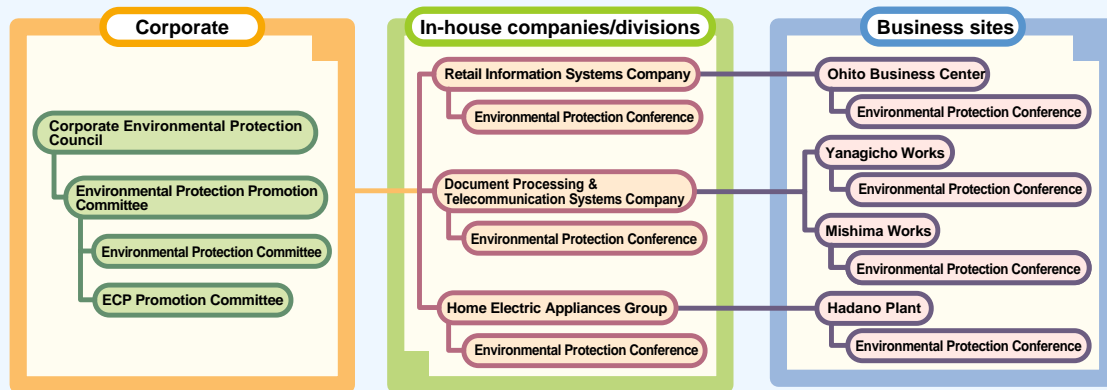 Corporate
Corporate Environmental Protection
Council
Environmental Protection Promotion
Committee
Environmental Protection Committee
ECP Promotion Committee
In-house companies/divisions
Retail Information Systems Company
Environmental Protection Conference
Document Processing &
Telecommunication Systems Company
Environmental Protection Conference
Home Electric Appliances Group
Environmental Protection Conference
Business sites
Ohito Business Center
Environmental Protection Conference
Yanagicho Works
Environmental Protection Conference
Mishima Works
Environmental Protection Conference
Hadano Plant
Environmental Protection Conference